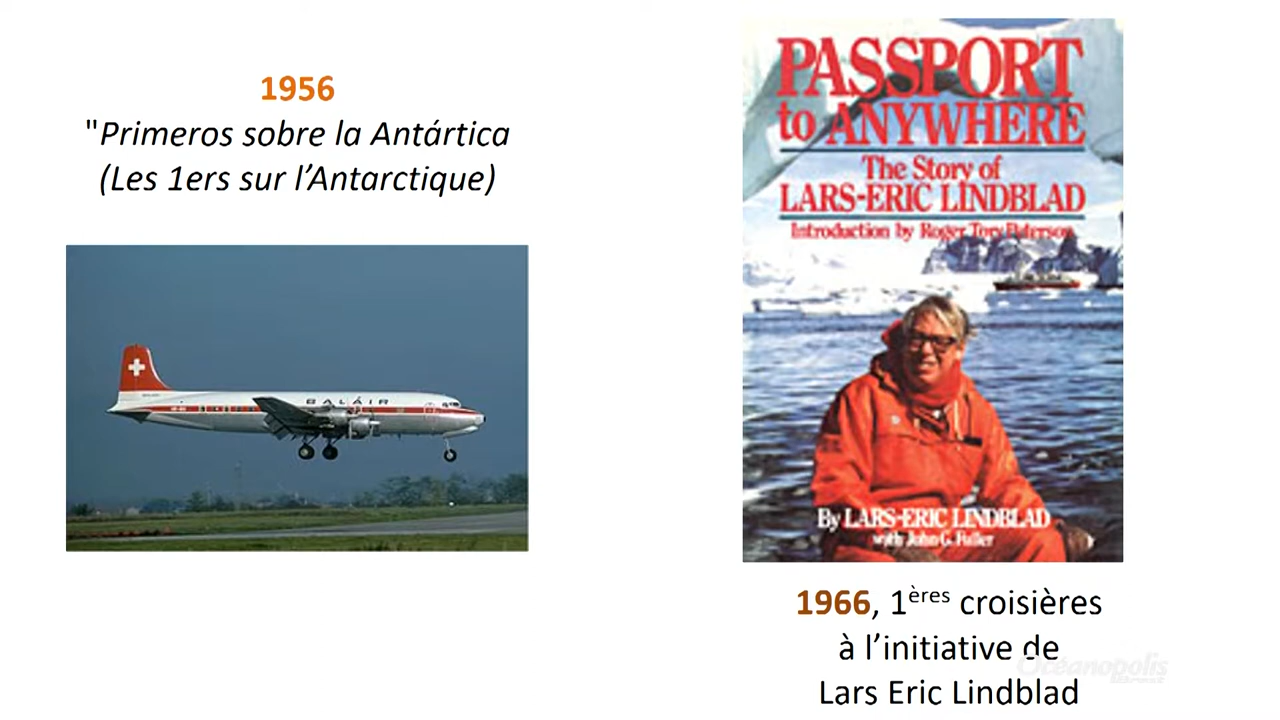 1956
"Primeros sobre la Antártica
(Les 1ers sur l’Antarctique)
BALAIR
PASSPORT
to ANYWHERE
The Story of
LARS-ERIC LINDBLAD
Introduction by Roger Tory Peterson
By LARS-ERIC LINDBLAD
with John G. Fuller
1966, 1ères croisières
à l’initiative de
Lars Eric Lindblad
Océanopolis
Brest